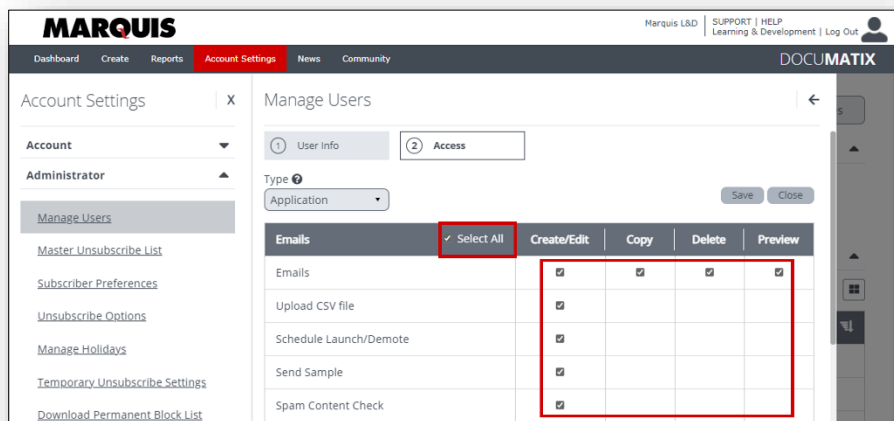 MARQUIS
Marquis L&D
SUPPORT | HELP
Learning & Development | Log Out
Dashboard Create Reports Account Settings News Community
DOCUMATIX
Account Settings X
Account
Administrator
Manage Users
Master Unsubscribe List
Subscriber Preferences
Unsubscribe Options
Manage Holidays
Temporary Unsubscribe Settings
Download Permanent Block List
Manage Users
1 User Info
2 Access
Type ?
Application
Save Close
Emails Select All Create/Edit Copy Delete Preview
Emails
Upload CSV file
Schedule Launch/Demote
Send Sample
Spam Content Check